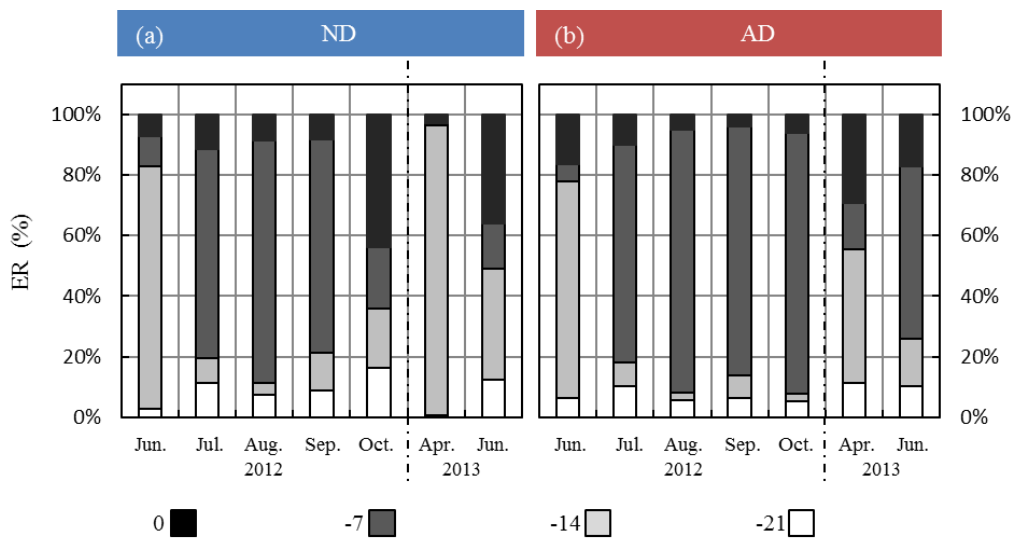 (a) ND
(b) AD
ER (%)
100%
80%
60%
40%
20%
0%
100%
80%
60%
40%
20%
0%
Jun. Jul. Aug. Sep. Oct. Apr. Jun.
2012 2013
Jun. Jul. Aug. Sep. Oct. Apr. Jun.
2012 2013
0 -7 -14 -21